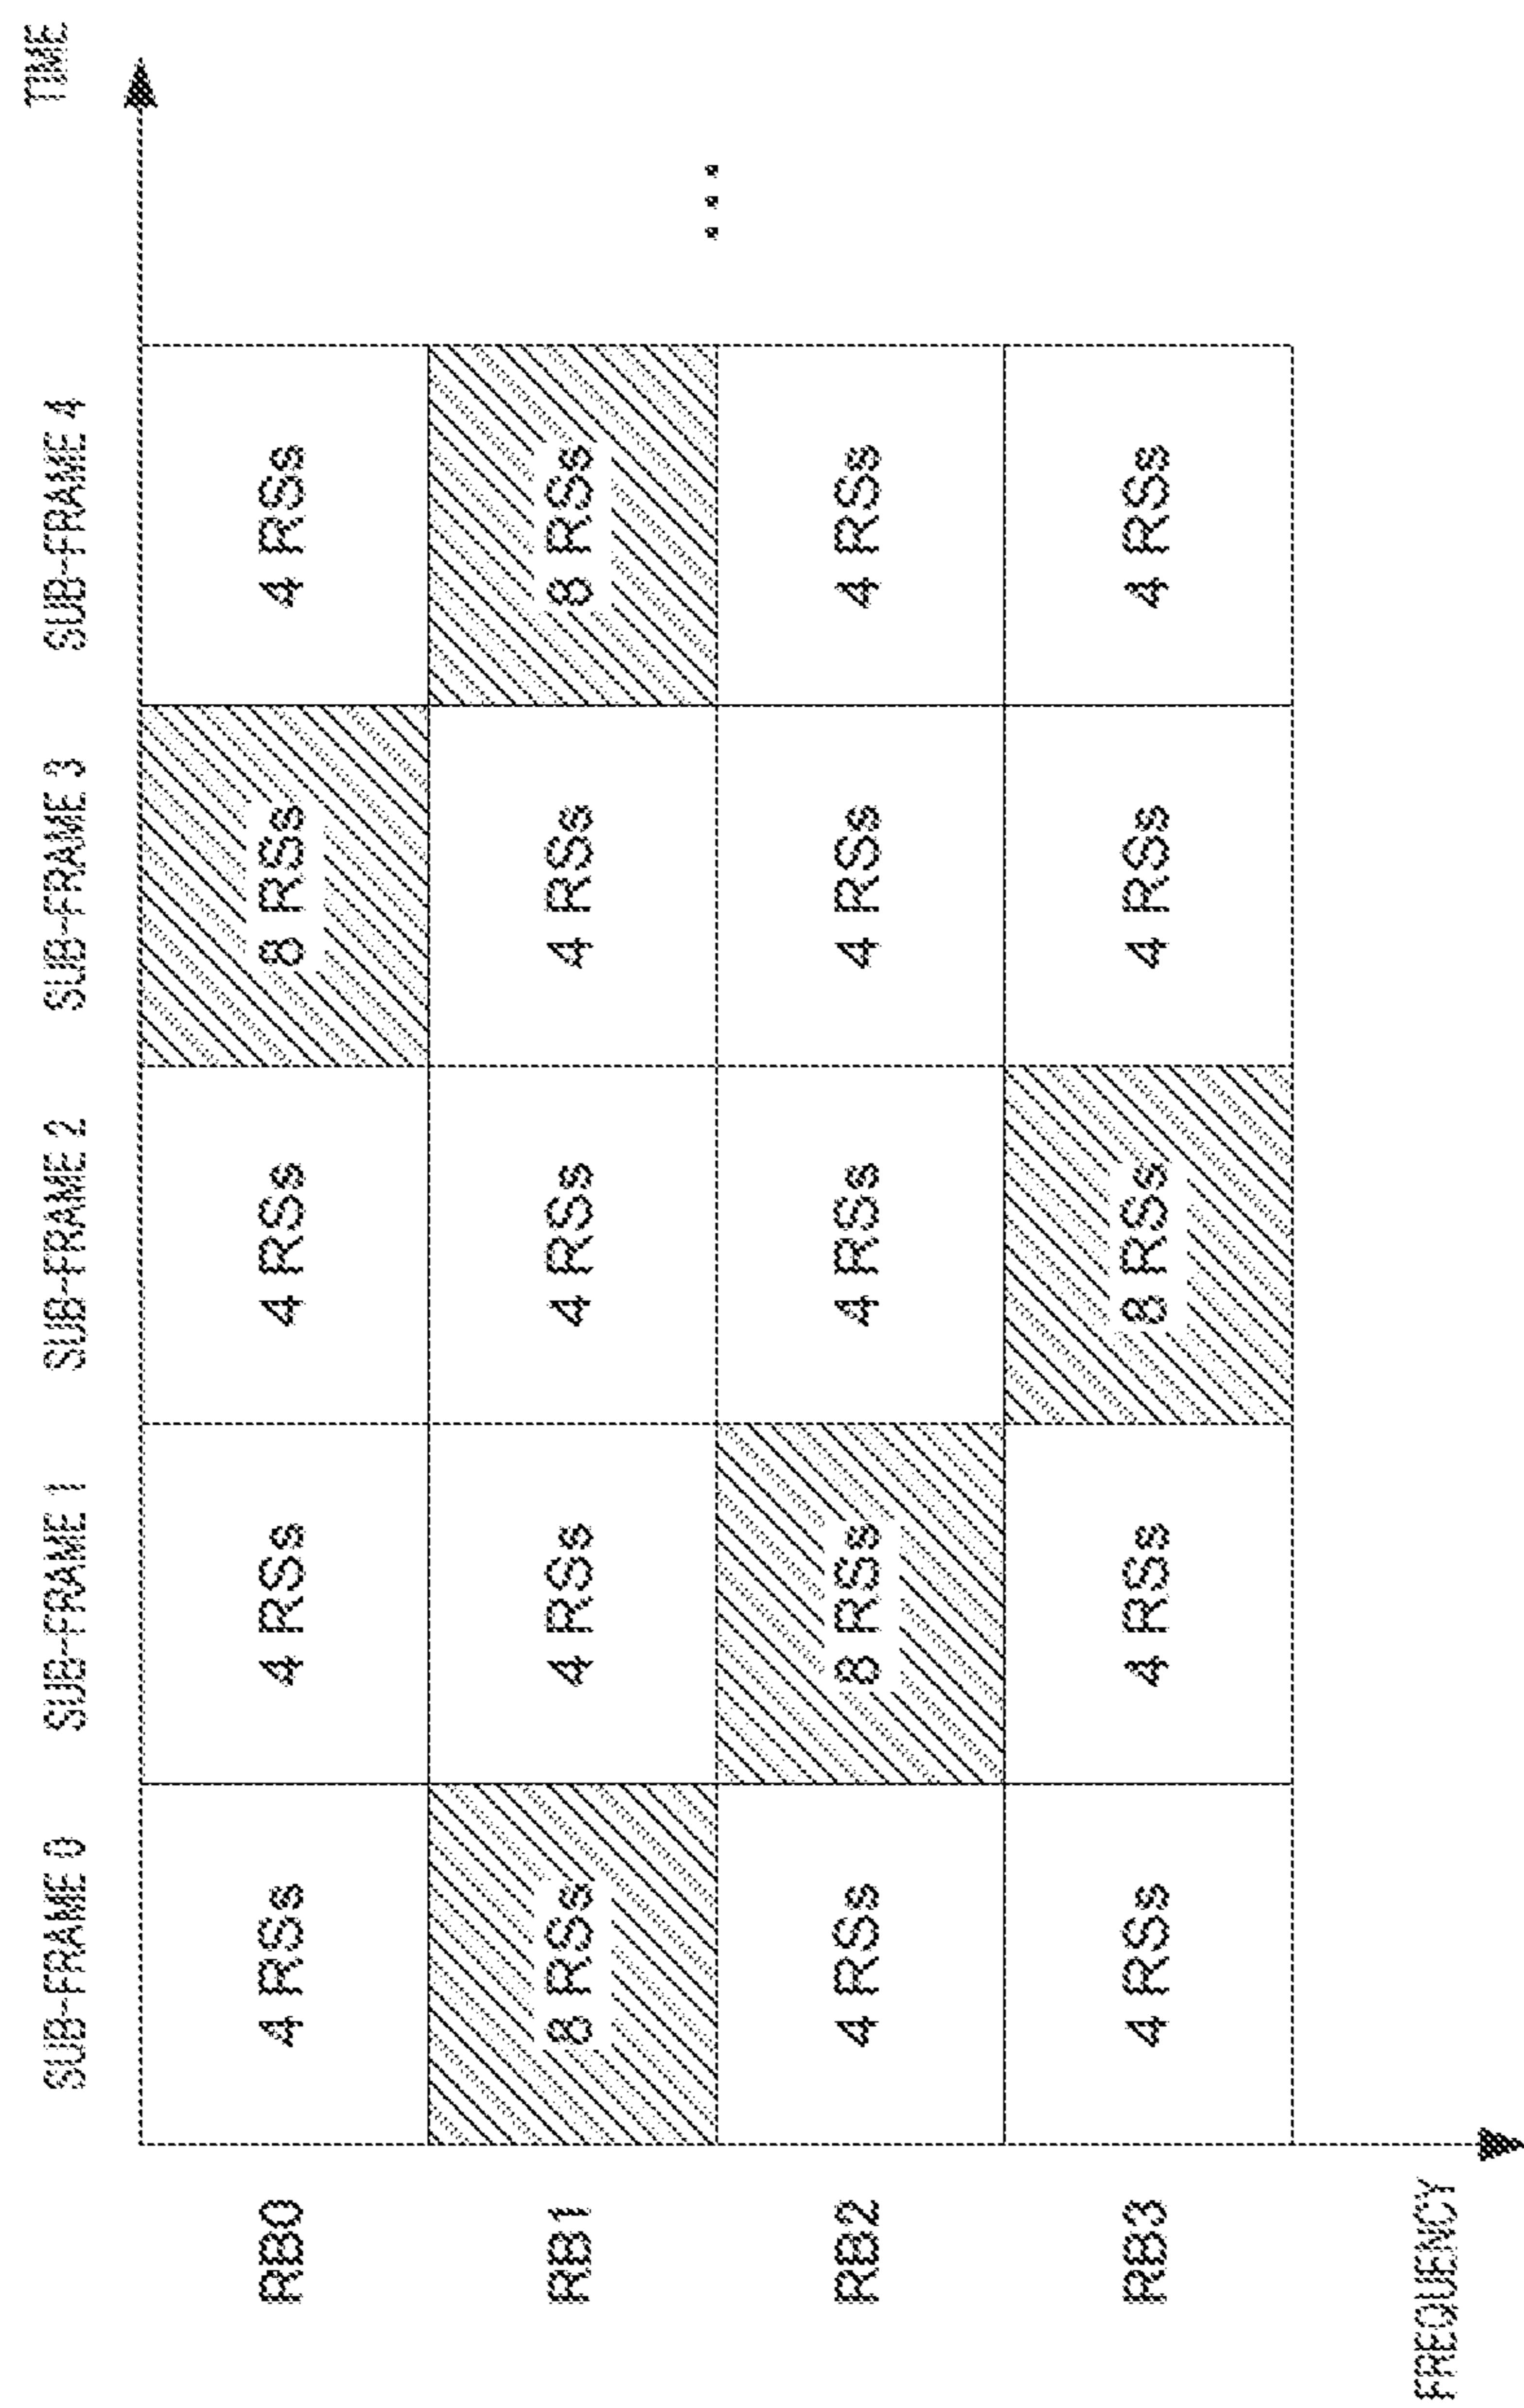 TIME
SUB-FRAME 0 SUB-FRAME 1 SUB-FRAME 2 SUB-FRAME 3 SUB-FRAME 4
RB0 4 RSs 4 RSs 4 RSs 8 RSs 4 RSs
RB1 8 RSs 4 RSs 4 RSs 4 RSs 8 RSs
...
RB2 4 RSs 8 RSs 4 RSs 4 RSs 4 RSs
RB3 4 RSs 4 RSs 8 RSs 4 RSs 4 RSs
FREQUENCY